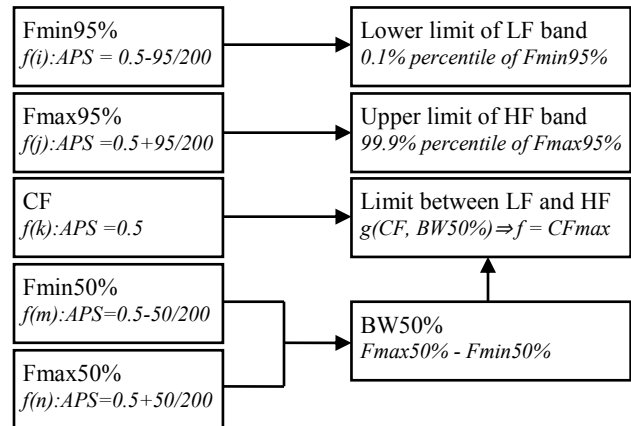 Fmin95%
f(i):APS = 0.5-95/200
Lower limit of LF band
0.1% percentile of Fmin95%
Fmax95%
f(j):APS =0.5+95/200
Upper limit of HF band
99.9% percentile of Fmax95%
CF
f(k):APS =0.5
Limit between LF and HF
g(CF, BW50%)⇒f = CFmax
Fmin50%
f(m):APS=0.5-50/200
Fmax50%
f(n):APS=0.5+50/200
BW50%
Fmax50% - Fmin50%